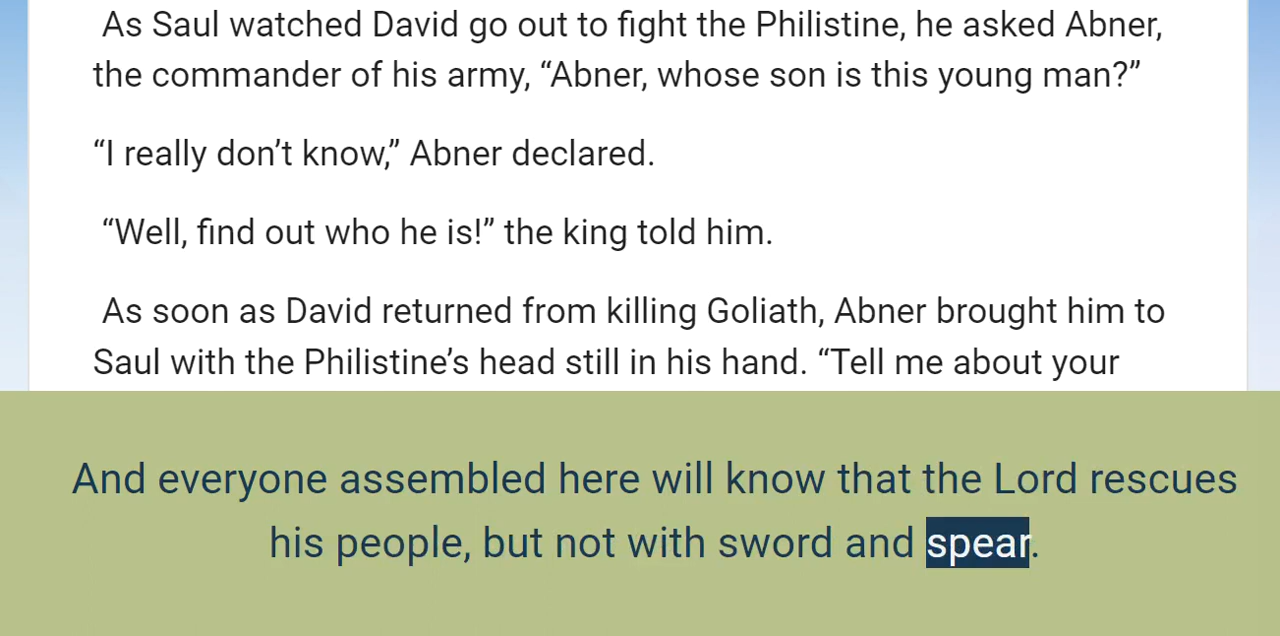 As Saul watched David go out to fight the Philistine, he asked Abner,
the commander of his army, “Abner, whose son is this young man?”
“I really don’t know,” Abner declared.
“Well, find out who he is!” the king told him.
As soon as David returned from killing Goliath, Abner brought him to
Saul with the Philistine’s head still in his hand. “Tell me about your
And everyone assembled here will know that the Lord rescues
his people, but not with sword and spear.